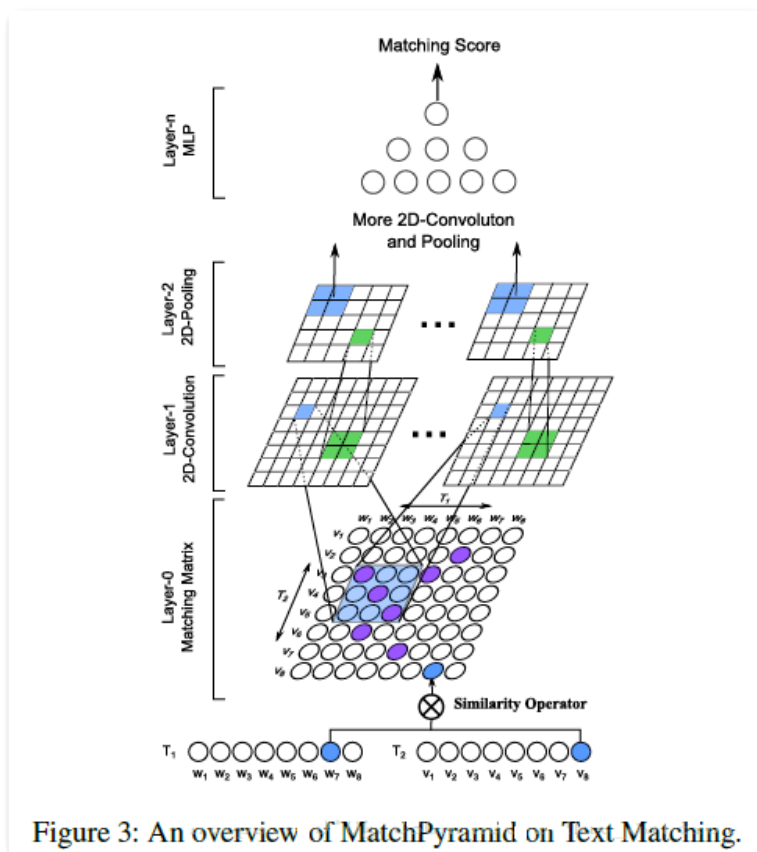 Matching Score
Layer-n
MLP
More 2D-Convoluton
and Pooling
Layer-2
2D-Pooling
Layer-1
2D-Convolution
Layer-0
Matching Matrix
T₁
w₁ w₂ w₃ w₄ w₅ w₆ w₇ w₈
v₁
v₂
v₃
v₄
v₅
v₆
v₇
v₈
T₂
Similarity Operator
T₁
w₁ w₂ w₃ w₄ w₅ w₆ w₇ w₈
T₂
v₁ v₂ v₃ v₄ v₅ v₆ v₇ v₈
Figure 3: An overview of MatchPyramid on Text Matching.